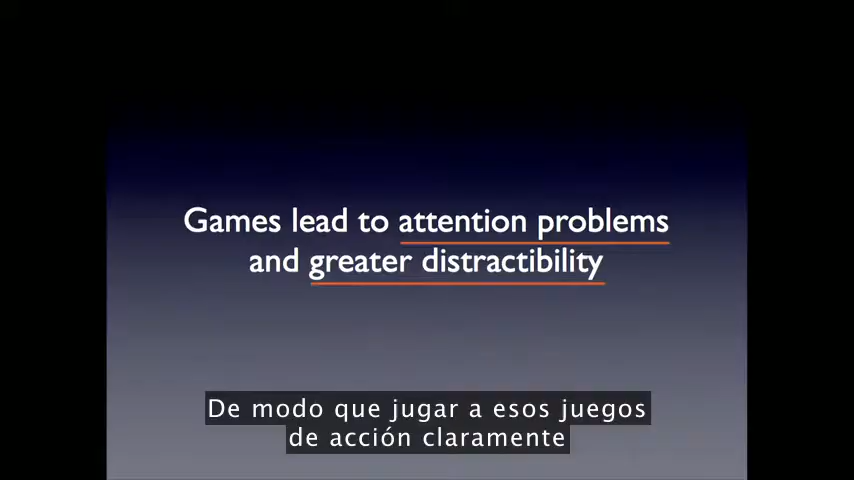 Games lead to attention problems
and greater distractibility
De modo que jugar a esos juegos
de acción claramente